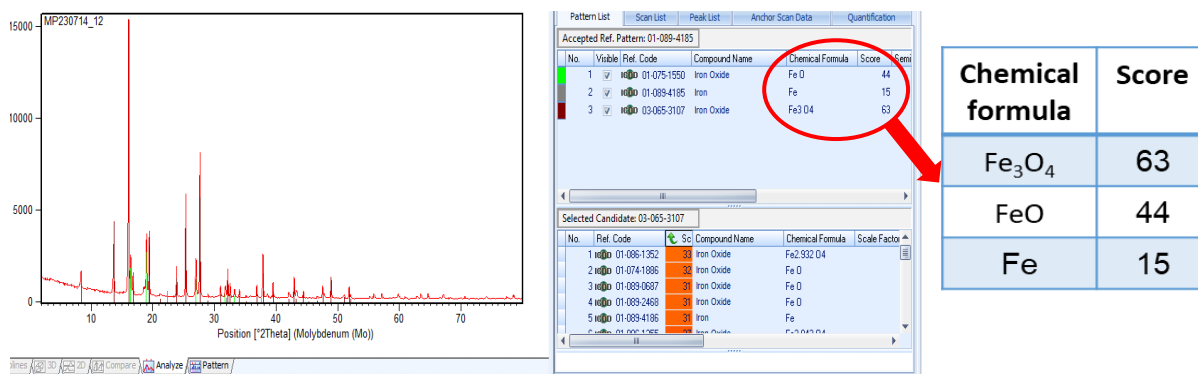 MP230714_12
15000
10000
5000
0
10 20 30 40 50 60 70
Position [°2Theta] (Molybdenum (Mo))
3D 2D Compare Analyze Pattern
Pattern List Scan List Peak List Anchor Scan Data Quantification
Accepted Ref. Pattern: 01-089-4185
No. Visible Ref. Code Compound Name Chemical Formula Score Semi
1 01-075-1550 Iron Oxide Fe O 44
2 01-089-4185 Iron Fe 15
3 03-065-3107 Iron Oxide Fe3 O4 63
Selected Candidate: 03-065-3107
No. Ref. Code Sc Compound Name Chemical Formula Scale Factor
1 01-086-1352 33 Iron Oxide Fe2.932 O4
2 01-074-1886 32 Iron Oxide Fe O
3 01-089-0687 31 Iron Oxide Fe O
4 01-089-2468 31 Iron Oxide Fe O
5 01-089-4186 31 Iron Fe
Chemical formula Score
Fe₃O₄ 63
FeO 44
Fe 15